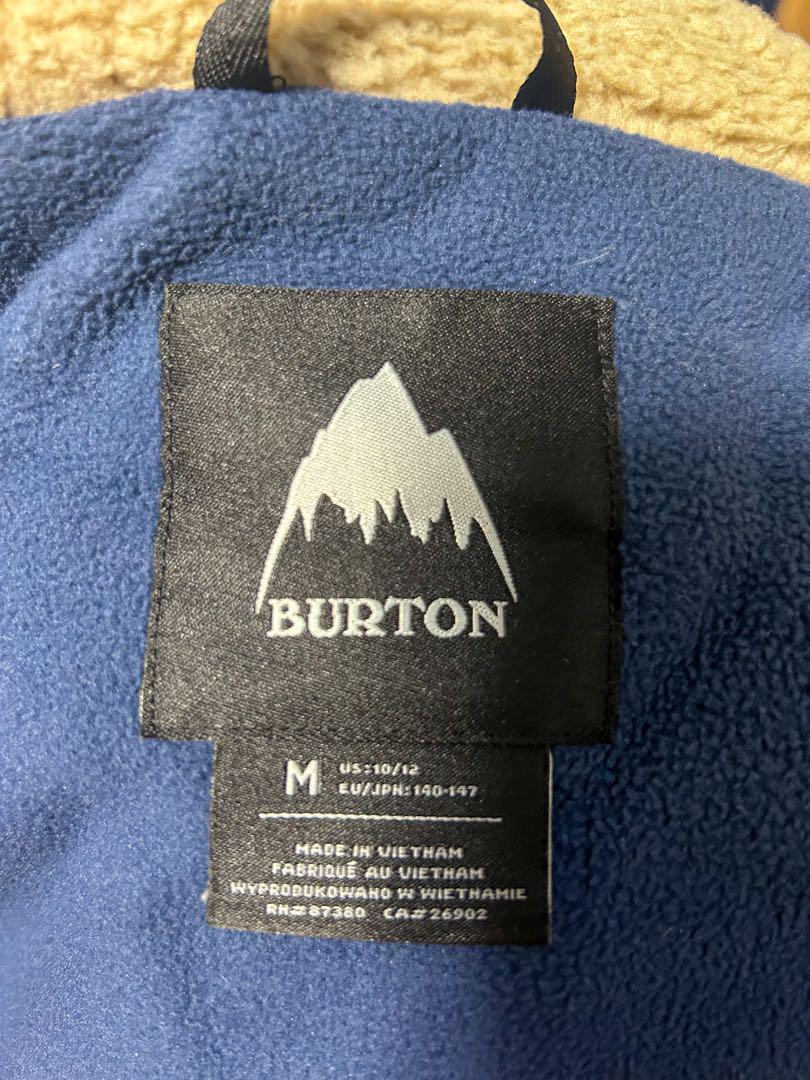 BURTON
M US:10/12
EU/JPN:140-147
MADE IN VIETNAM
FABRIQUÉ AU VIETNAM
WYPRODUKOWANO W WIETNAMIE
RN#87380 CA#26902